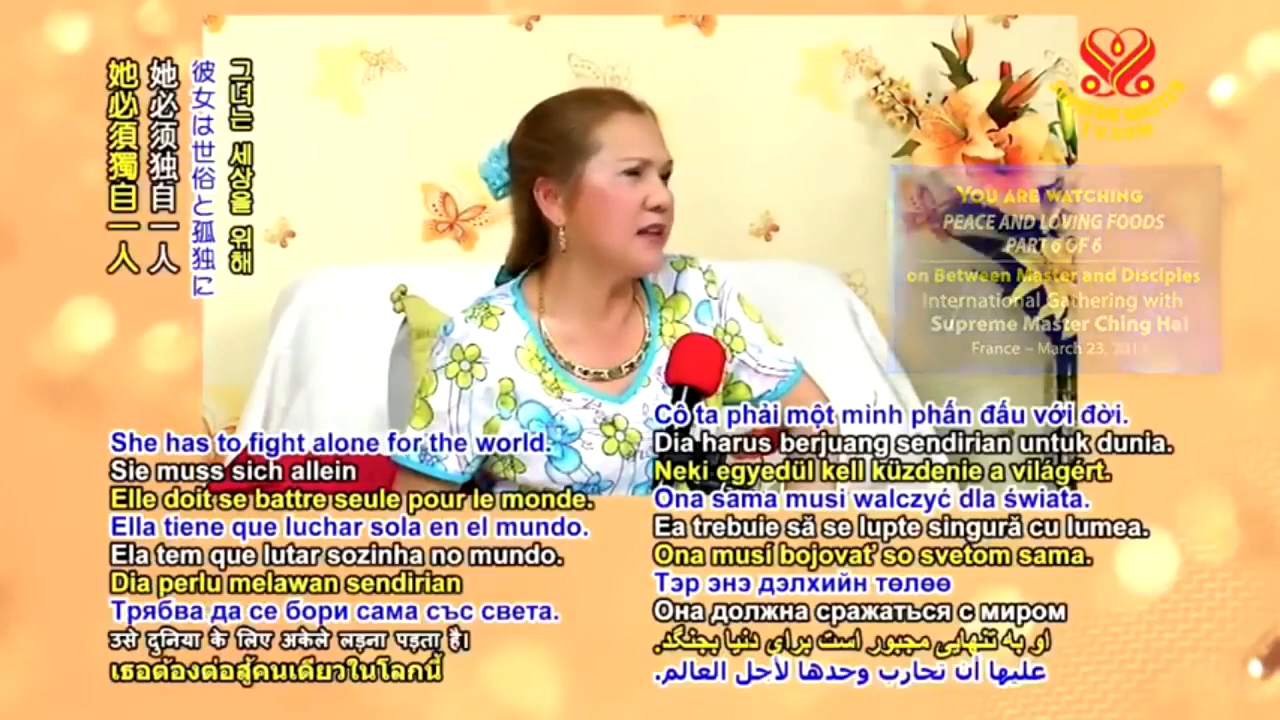 그녀는 세상을 위해
彼女は世俗と孤独に
她必须独自一人
她必須獨自一人
SUPREME MASTER
TV.COM
YOU ARE WATCHING
PEACE AND LOVING FOODS
PART 6 OF 6
on Between Master and Disciples
International Gathering with
Supreme Master Ching Hai
France – March 23,
She has to fight alone for the world.
Sie muss sich allein
Elle doit se battre seule pour le monde.
Ella tiene que luchar sola en el mundo.
Ela tem que lutar sozinha no mundo.
Dia perlu melawan sendirian
Трябва да се бори сама със света.
उसे दुनिया के लिए अकेले लड़ना पड़ता है।
เธอต้องต่อสู้คนเดียวในโลกนี้
Cô ta phải một mình phấn đấu với đời.
Dia harus berjuang sendirian untuk dunia.
Neki egyedül kell küzdenie a világért.
Ona sama musi walczyć dla świata.
Ea trebuie să se lupte singură cu lumea.
Ona musí bojovať so svetom sama.
Тэр энэ дэлхийн төлөө
Она должна сражаться с миром
او به تنهایی مجبور است برای دنیا بجنگد.
عليها أن تحارب وحدها لأجل العالم.